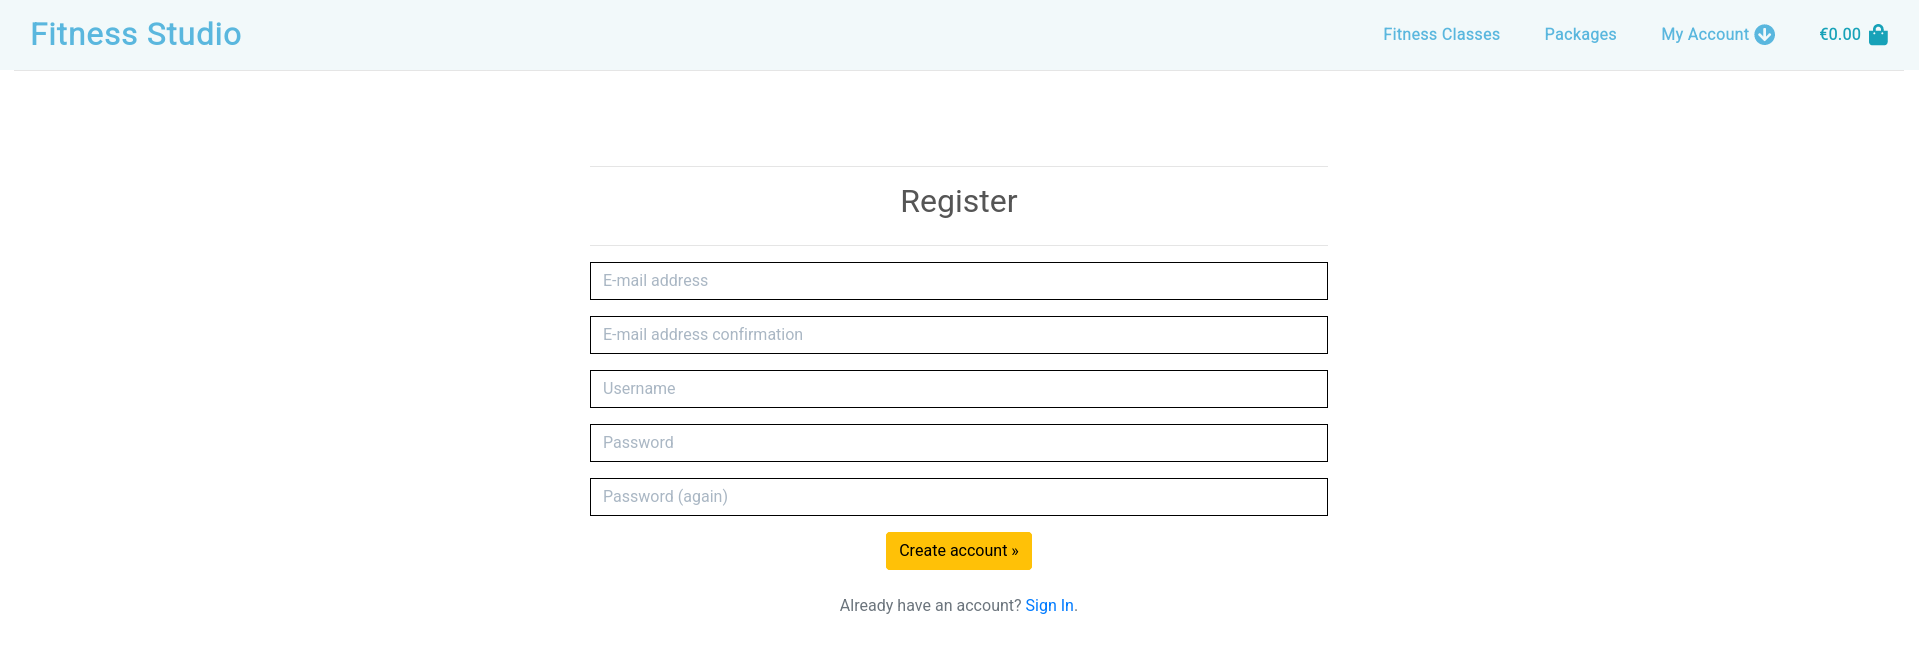 Fitness Studio
Fitness Classes
Packages
My Account
€0.00
Register
E-mail address
E-mail address confirmation
Username
Password
Password (again)
Create account »
Already have an account? Sign In.